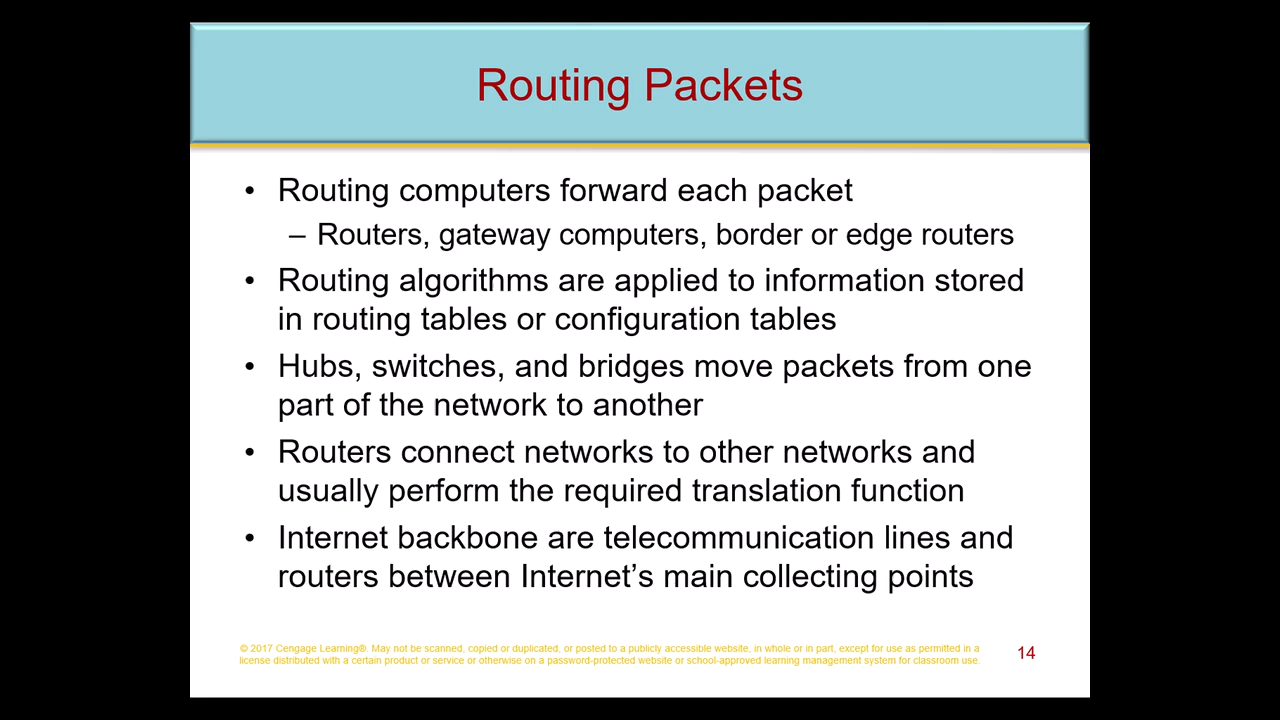 Routing Packets
• Routing computers forward each packet
– Routers, gateway computers, border or edge routers
• Routing algorithms are applied to information stored
in routing tables or configuration tables
• Hubs, switches, and bridges move packets from one
part of the network to another
• Routers connect networks to other networks and
usually perform the required translation function
• Internet backbone are telecommunication lines and
routers between Internet’s main collecting points
© 2017 Cengage Learning®. May not be scanned, copied or duplicated, or posted to a publicly accessible website, in whole or in part, except for use as permitted in a
license distributed with a certain product or service or otherwise on a password-protected website or school-approved learning management system for classroom use.
14